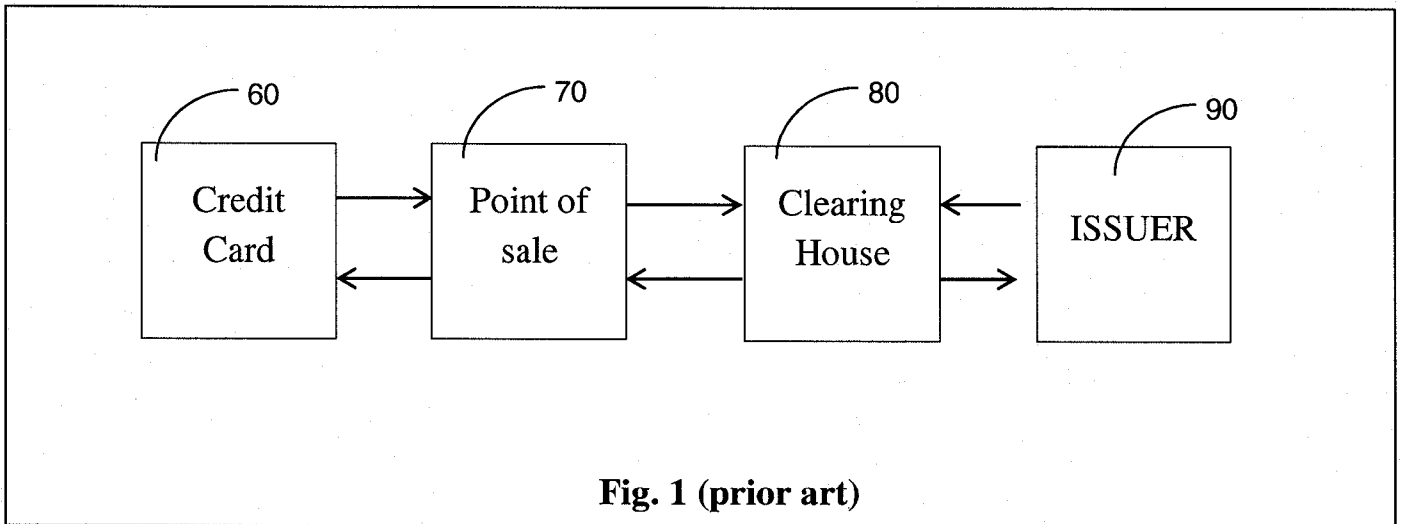 60
70
80
90
Credit
Card
Point of
sale
Clearing
House
ISSUER
Fig. 1 (prior art)